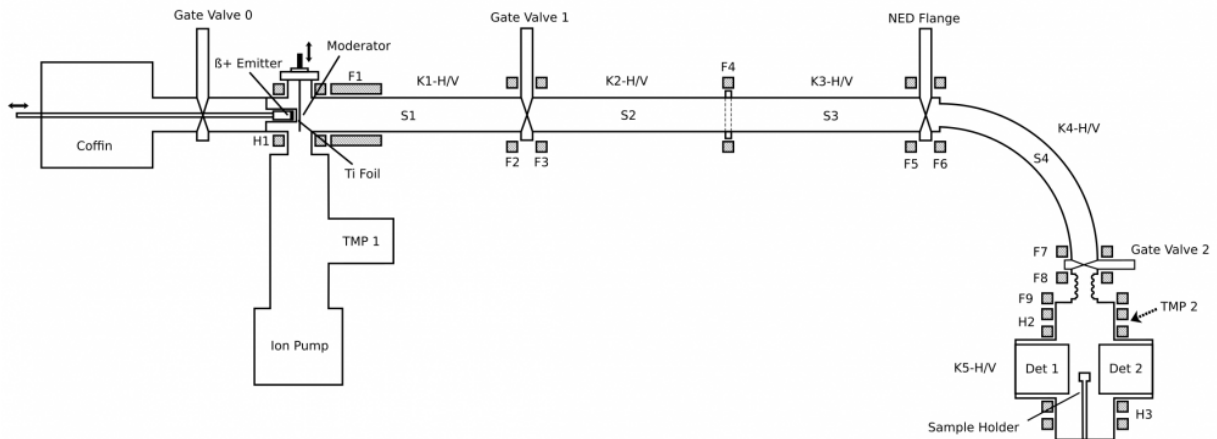 Gate Valve 0
Gate Valve 1
NED Flange
Moderator
ß+ Emitter
F1
K1-H/V
K2-H/V
F4
K3-H/V
Coffin
H1
S1
S2
S3
K4-H/V
S4
Ti Foil
F2
F3
F5
F6
TMP 1
F7
Gate Valve 2
F8
F9
TMP 2
H2
Ion Pump
K5-H/V
Det 1
Det 2
Sample Holder
H3